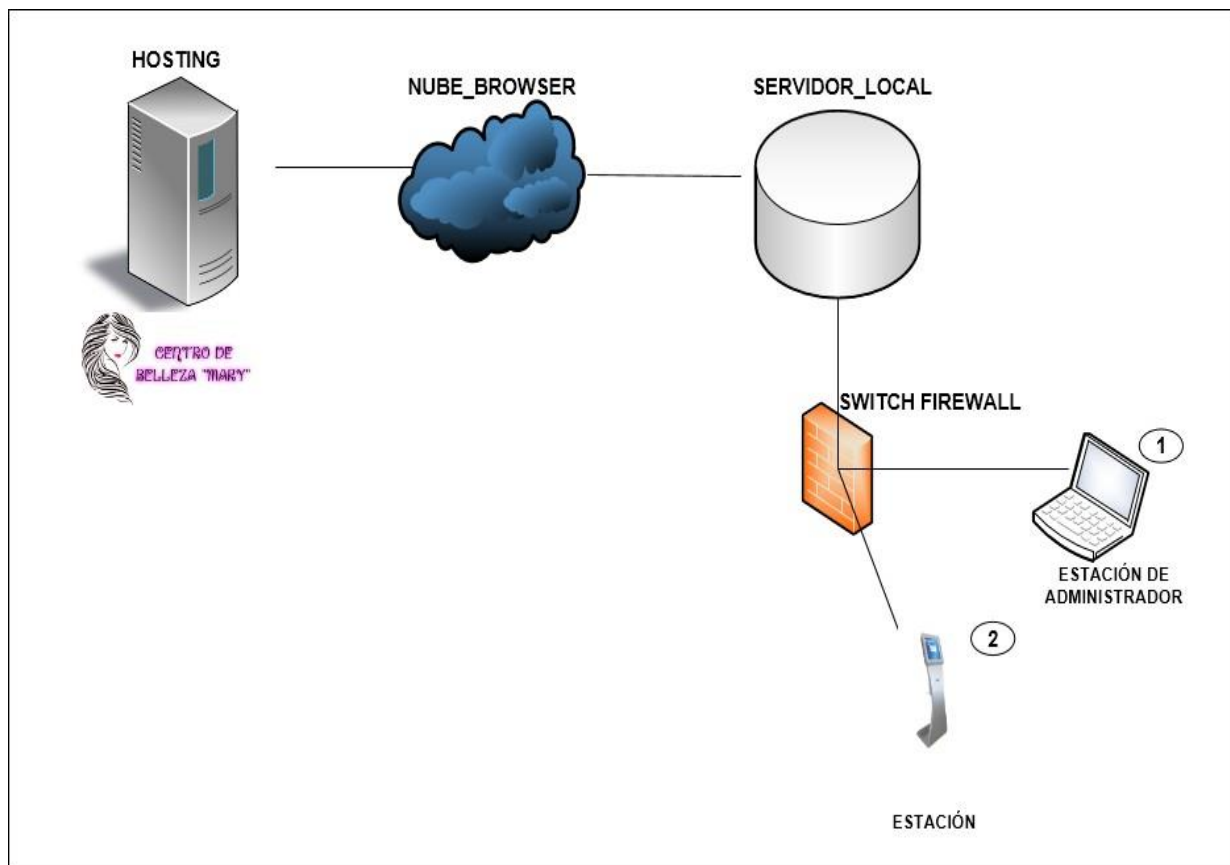 HOSTING
NUBE_BROWSER
SERVIDOR_LOCAL
CENTRO DE
BELLEZA "MARY"
SWITCH FIREWALL
1
ESTACIÓN DE
ADMINISTRADOR
2
ESTACIÓN